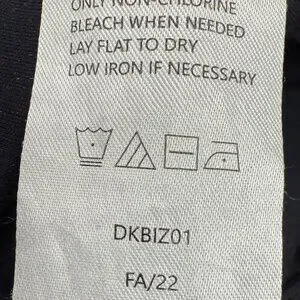 ONLY NON-CHLORINE
BLEACH WHEN NEEDED
LAY FLAT TO DRY
LOW IRON IF NECESSARY
DKBIZ01
FA/22